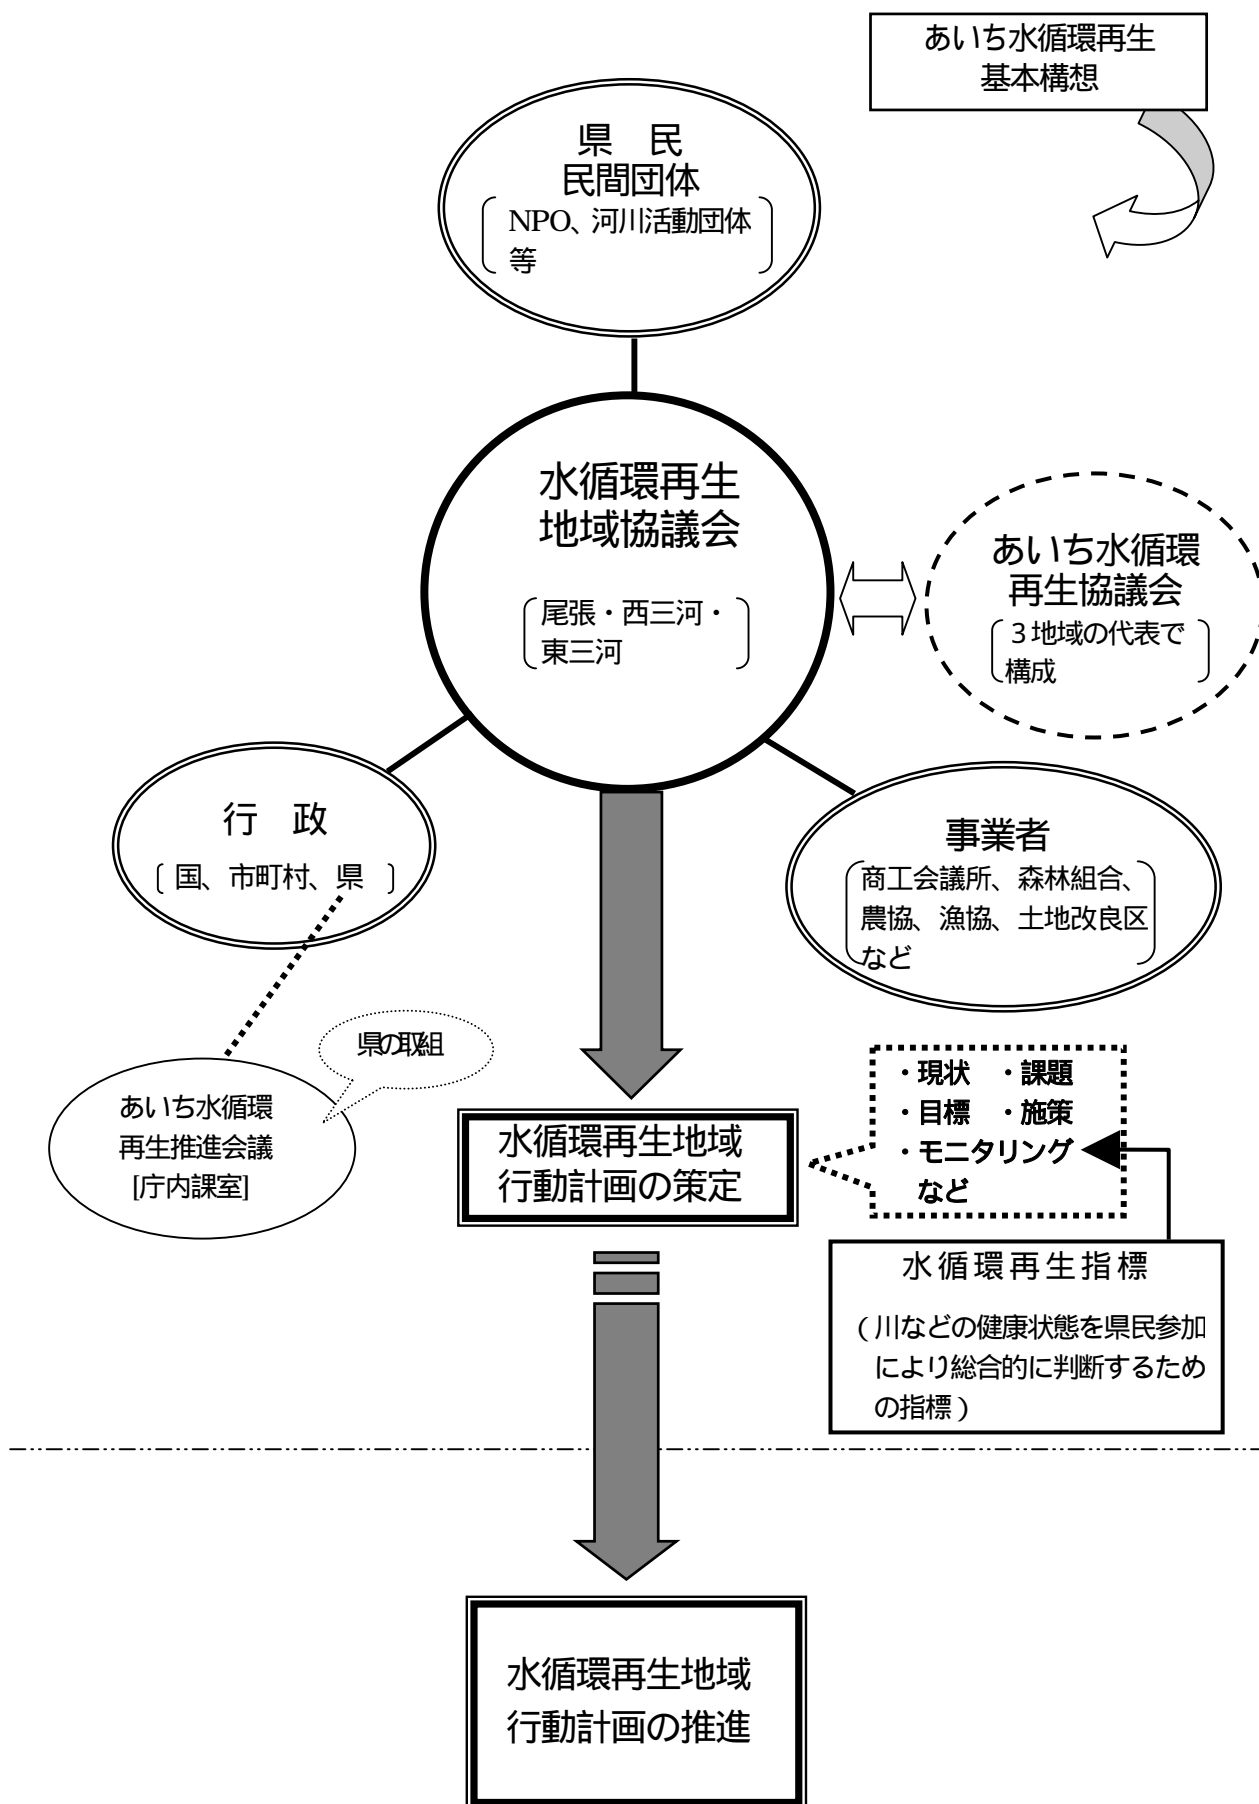 あいち水循環再生
基本構想
県　民
民間団体
NPO、河川活動団体
等
水循環再生
地域協議会
尾張・西三河・
東三河
あいち水循環
再生協議会
３地域の代表で
構成
行　政
〔国、市町村、県　〕
事業者
商工会議所、森林組合、
農協、漁協、土地改良区
など
県の取組
あいち水循環
再生推進会議
[庁内課室]
水循環再生地域
行動計画の策定
・現状　・課題
・目標　・施策
・モニタリング
など
水循環再生指標
（川などの健康状態を県民参加
により総合的に判断するため
の指標）
水循環再生地域
行動計画の推進